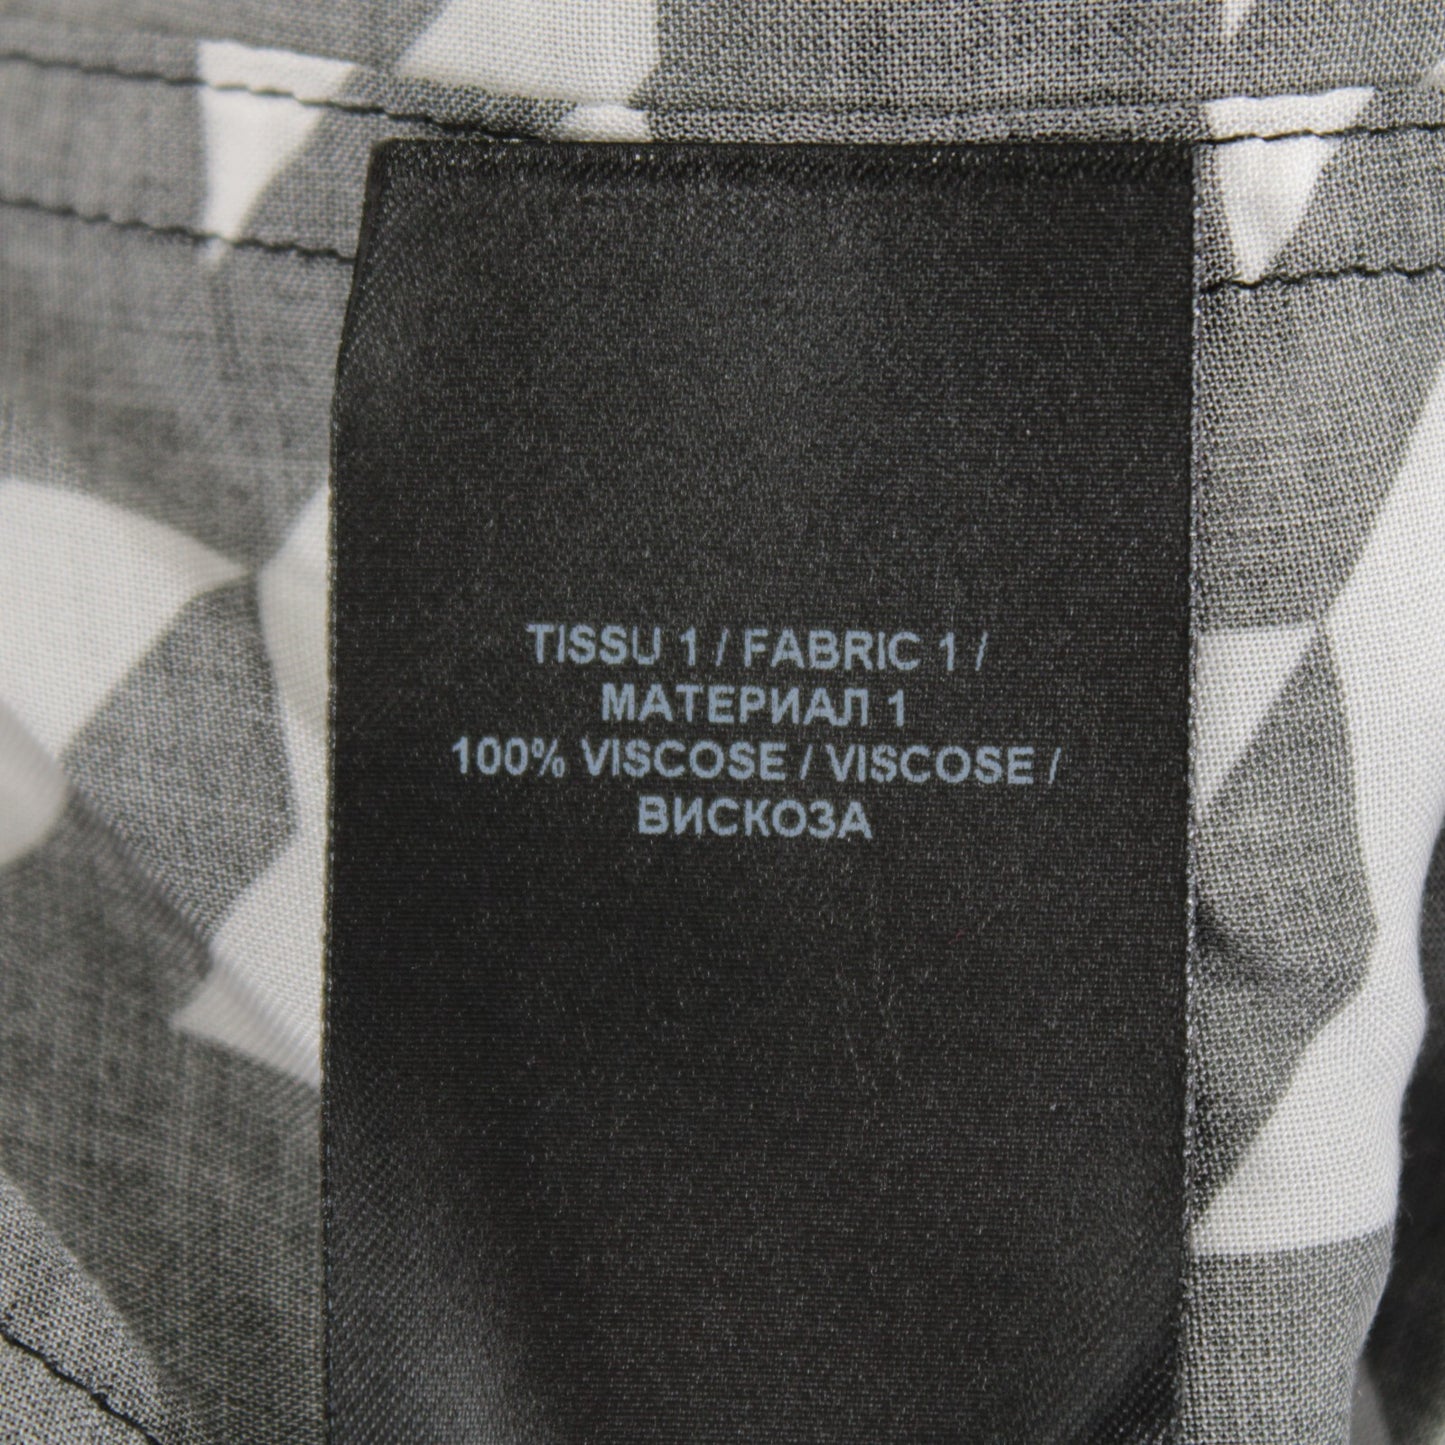 TISSU 1 / FABRIC 1 /
МАТЕРИАЛ 1
100% VISCOSE / VISCOSE /
ВИСКОЗА